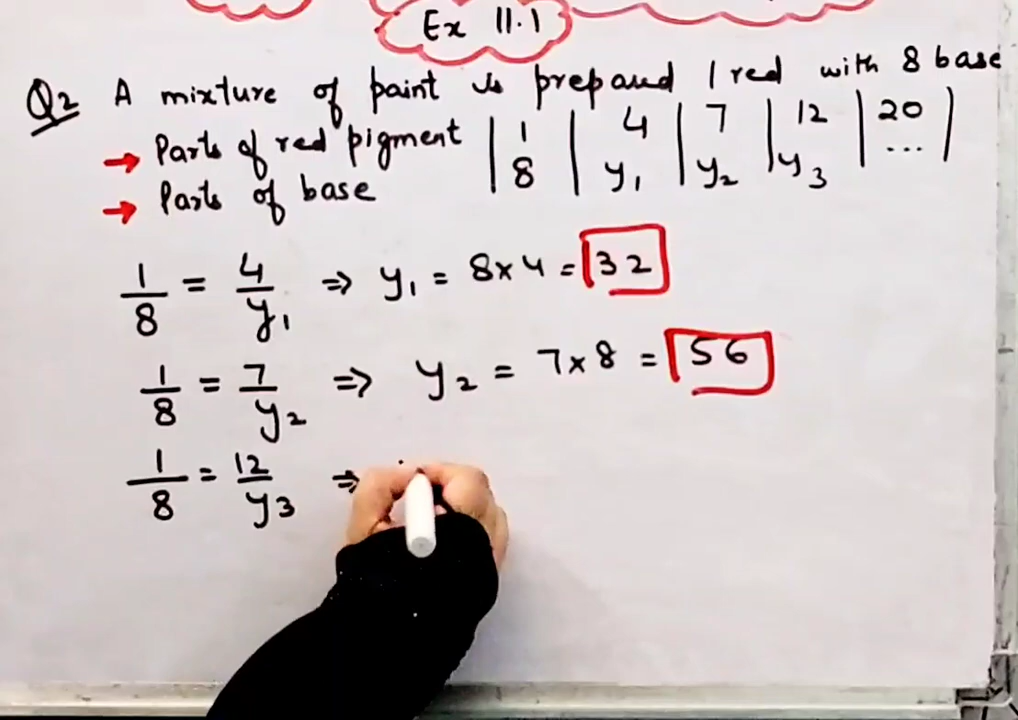 Ex 11.1
Q2 A mixture of paint is prepaud 1 red with 8 base
→ Parts of red pigment | 1 | 4 | 7 | 12 | 20 |
→ Parts of base | 8 | y₁ | y₂ | y₃ | ... |
1/8 = 4/y₁ ⇒ y₁ = 8×4 = 32
1/8 = 7/y₂ ⇒ y₂ = 7×8 = 56
1/8 = 12/y₃ ⇒